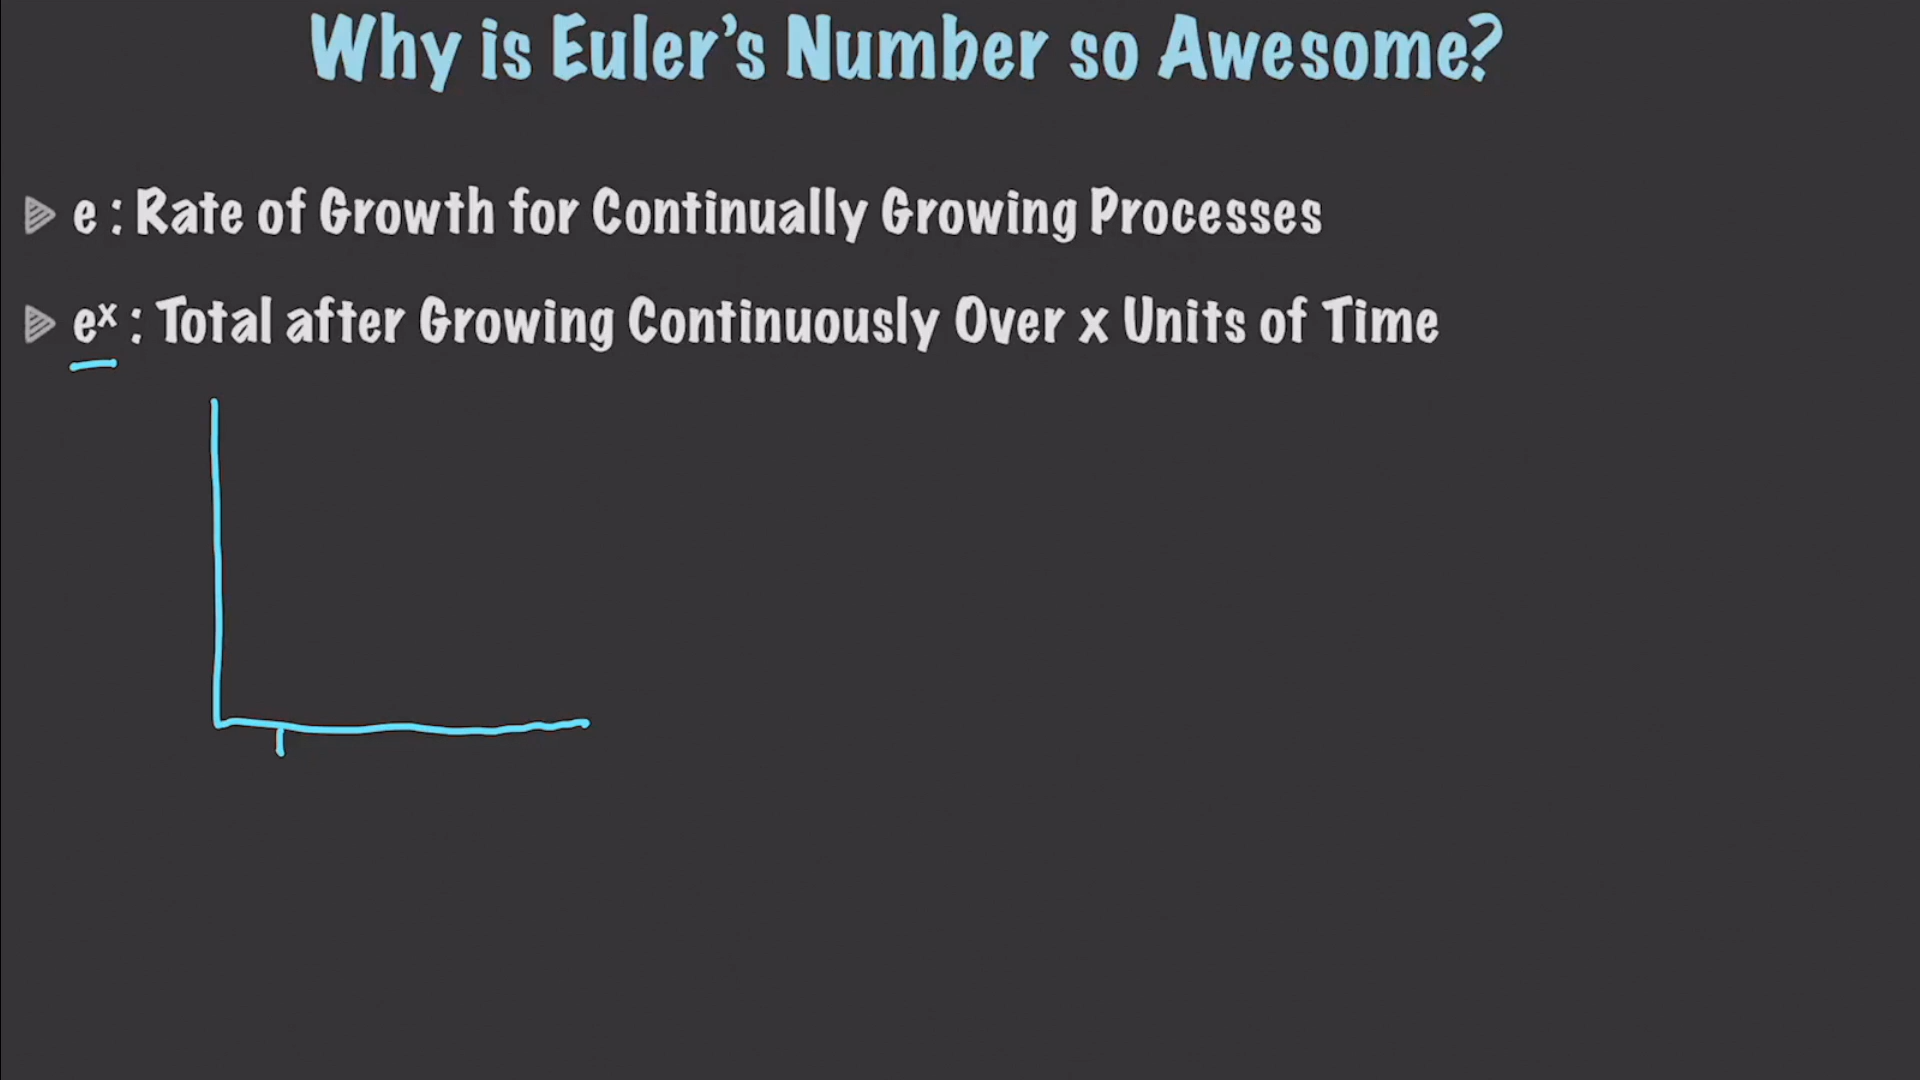 Why is Euler's Number so Awesome?
e : Rate of Growth for Continually Growing Processes
eˣ : Total after Growing Continuously Over x Units of Time